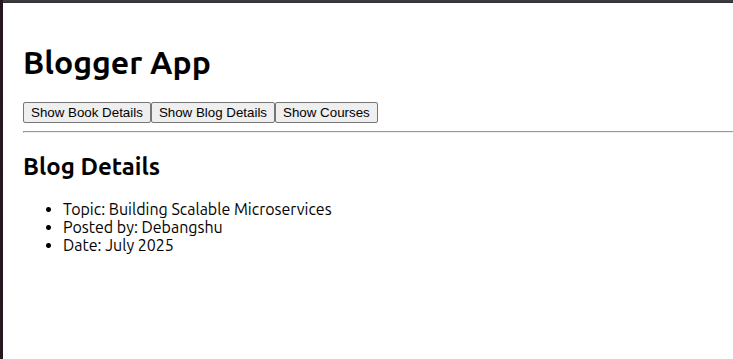 Blogger App
Show Book Details Show Blog Details Show Courses
Blog Details
• Topic: Building Scalable Microservices
• Posted by: Debangshu
• Date: July 2025